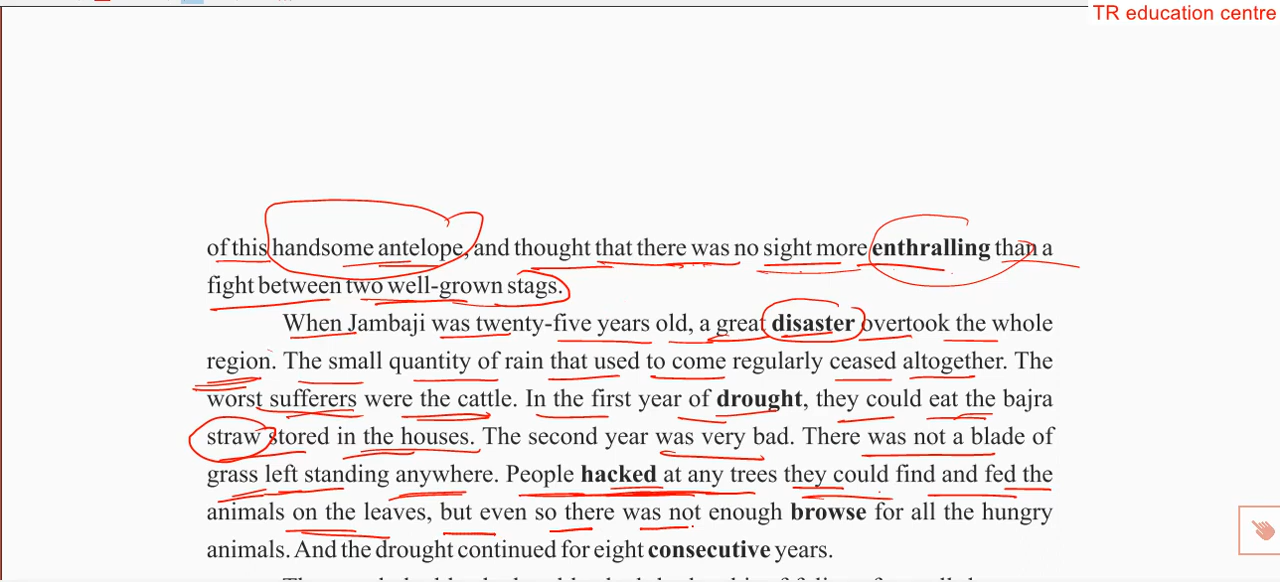 TR education centre
of this handsome antelope, and thought that there was no sight more enthralling than a
fight between two well-grown stags.
When Jambaji was twenty-five years old, a great disaster overtook the whole
region. The small quantity of rain that used to come regularly ceased altogether. The
worst sufferers were the cattle. In the first year of drought, they could eat the bajra
straw stored in the houses. The second year was very bad. There was not a blade of
grass left standing anywhere. People hacked at any trees they could find and fed the
animals on the leaves, but even so there was not enough browse for all the hungry
animals. And the drought continued for eight consecutive years.